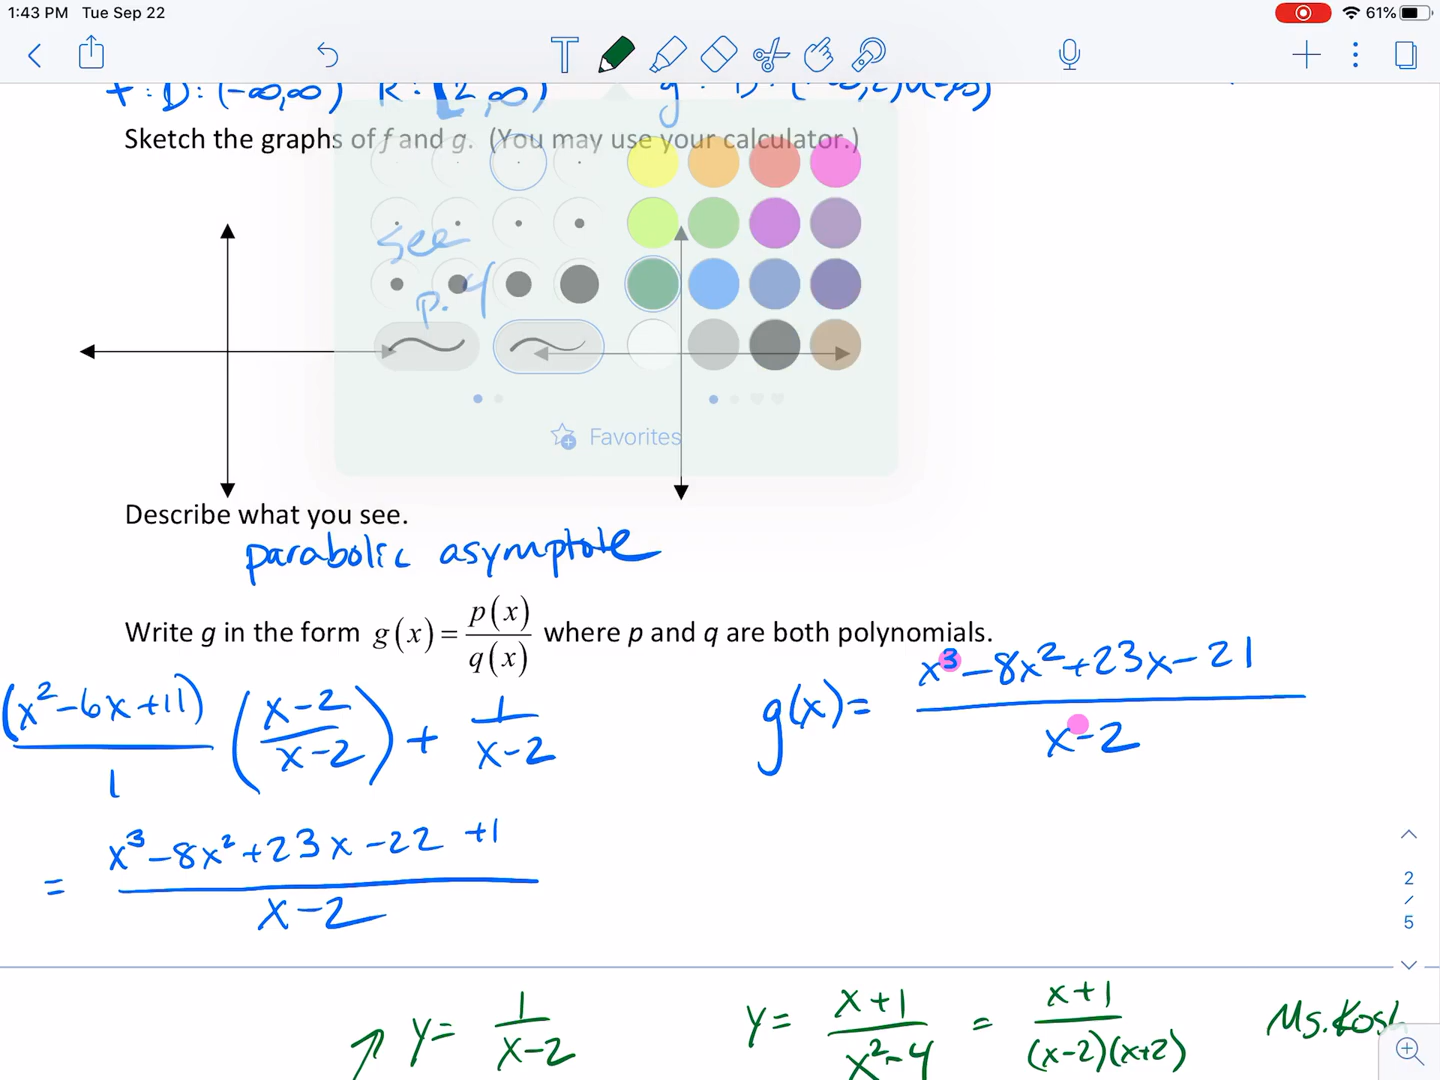 1:43 PM Tue Sep 22 61%
f: D: (-∞,∞) R: [2,∞) g:
Sketch the graphs of f and g. (You may use your calculator.)
see
p. 4
Favorites
Describe what you see.
parabolic asymptote
Write g in the form g(x) = p(x)/q(x) where p and q are both polynomials.
(x²-6x+11)/1 ((x-2)/(x-2)) + 1/(x-2)
g(x) = (x³-8x²+23x-21)/(x-2)
= (x³-8x²+23x-22 +1)/(x-2)
2/5
↗ y = 1/(x-2) y = (x+1)/(x²-4) = (x+1)/((x-2)(x+2)) Ms. Kosh